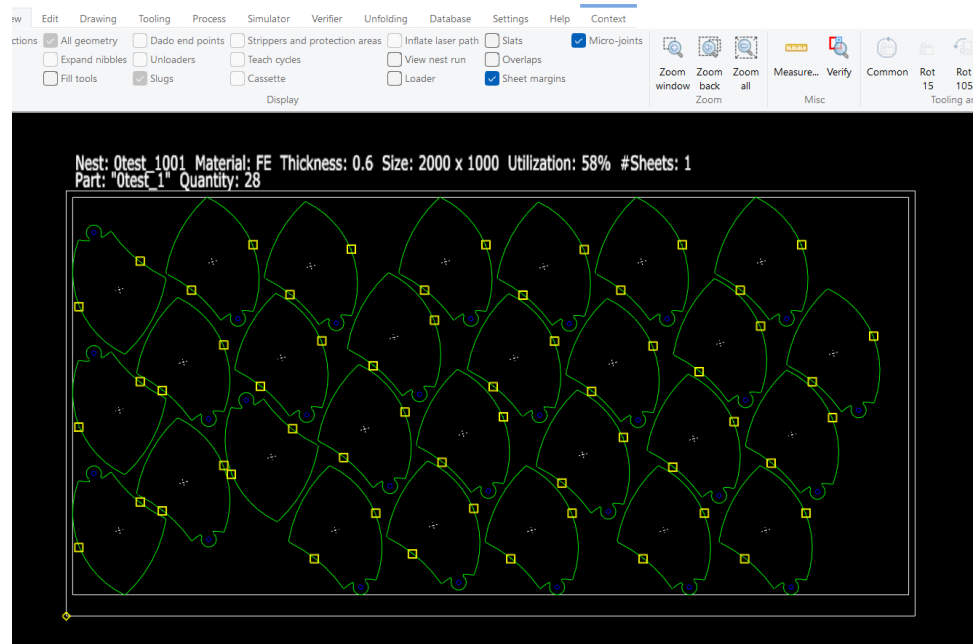 ew Edit Drawing Tooling Process Simulator Verifier Unfolding Database Settings Help Context
ctions All geometry Dado end points Strippers and protection areas Inflate laser path Slats Micro-joints
Expand nibbles Unloaders Teach cycles View nest run Overlaps
Fill tools Slugs Cassette Loader Sheet margins
Zoom Zoom Zoom Measure... Verify Common Rot Rot
window back all 15 105
Display Zoom Misc Tooling ar
Nest: 0test_1001 Material: FE Thickness: 0.6 Size: 2000 x 1000 Utilization: 58% #Sheets: 1
Part: "0test_1" Quantity: 28